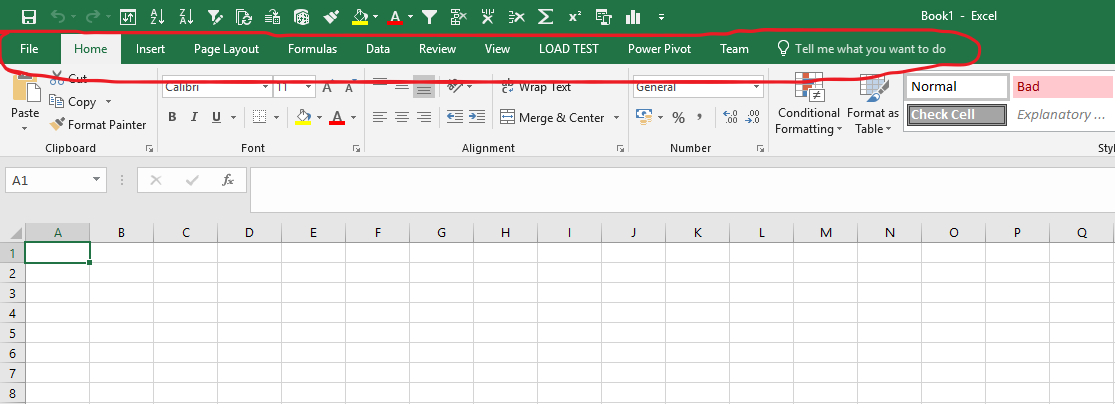 Book1 - Excel
File Home Insert Page Layout Formulas Data Review View LOAD TEST Power Pivot Team Tell me what you want to do
Cut
Copy
Paste
Format Painter
Clipboard
Calibri 11 A A
B I U A
Font
ab Wrap Text
Merge & Center
Alignment
General
% , .00 .00
Number
Conditional Formatting
Format as Table
Normal Bad
Check Cell Explanatory ...
Styl
A1 fx
A B C D E F G H I J K L M N O P Q
1
2
3
4
5
6
7
8